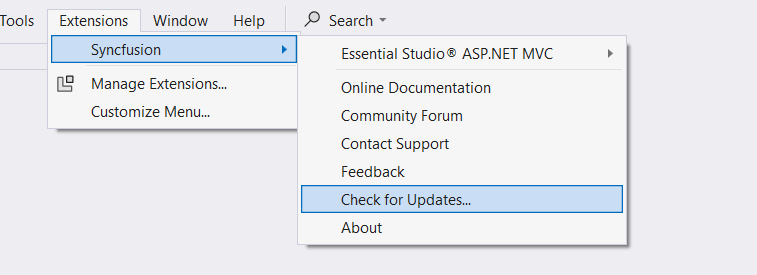 Tools Extensions Window Help Search
Syncfusion
Manage Extensions...
Customize Menu...
Essential Studio® ASP.NET MVC
Online Documentation
Community Forum
Contact Support
Feedback
Check for Updates...
About